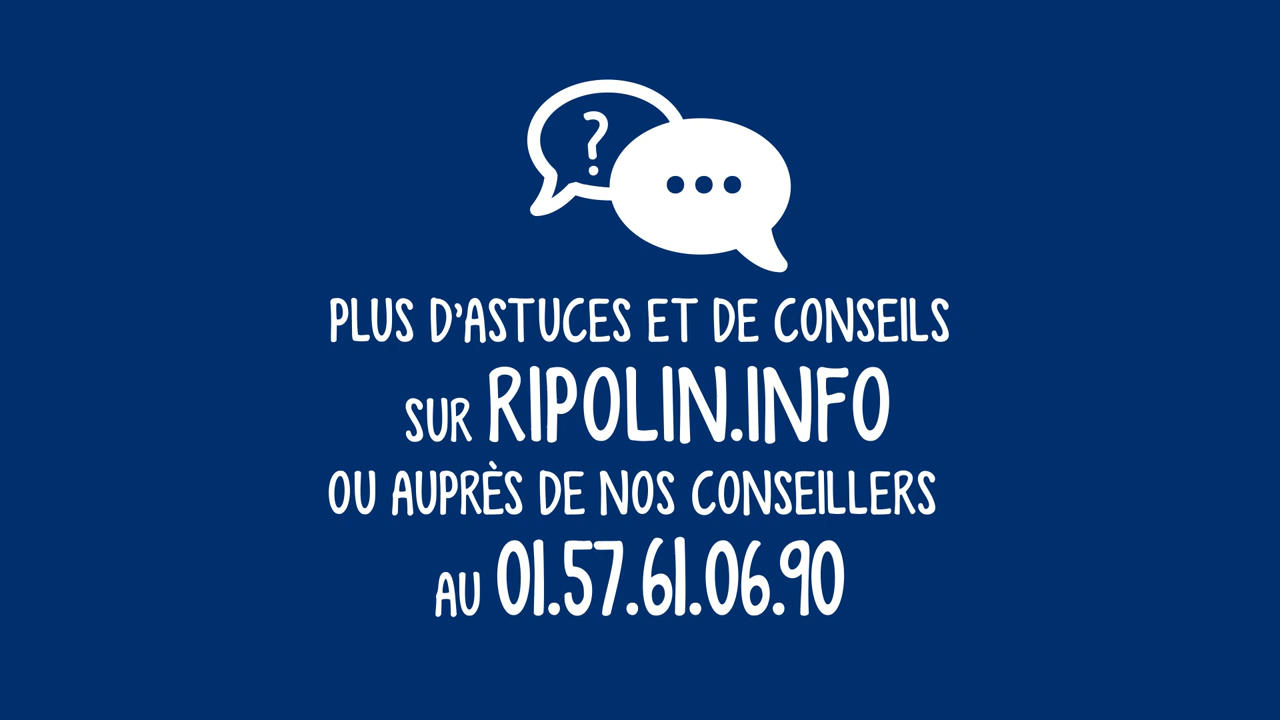 ?
PLUS D'ASTUCES ET DE CONSEILS
SUR RIPOLIN.INFO
OU AUPRÈS DE NOS CONSEILLERS
AU 01.57.61.06.90